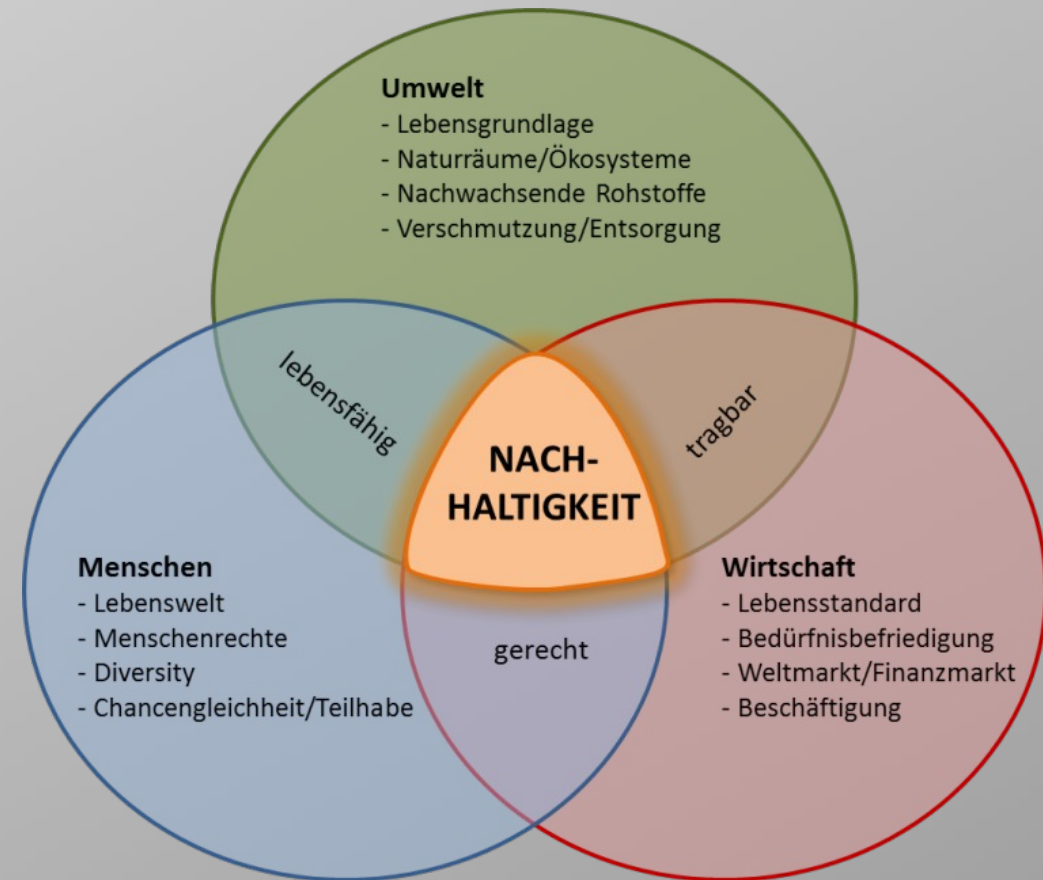 Umwelt
- Lebensgrundlage
- Naturräume/Ökosysteme
- Nachwachsende Rohstoffe
- Verschmutzung/Entsorgung
lebensfähig
tragbar
NACH-
HALTIGKEIT
Menschen
- Lebenswelt
- Menschenrechte
- Diversity
- Chancengleichheit/Teilhabe
gerecht
Wirtschaft
- Lebensstandard
- Bedürfnisbefriedigung
- Weltmarkt/Finanzmarkt
- Beschäftigung